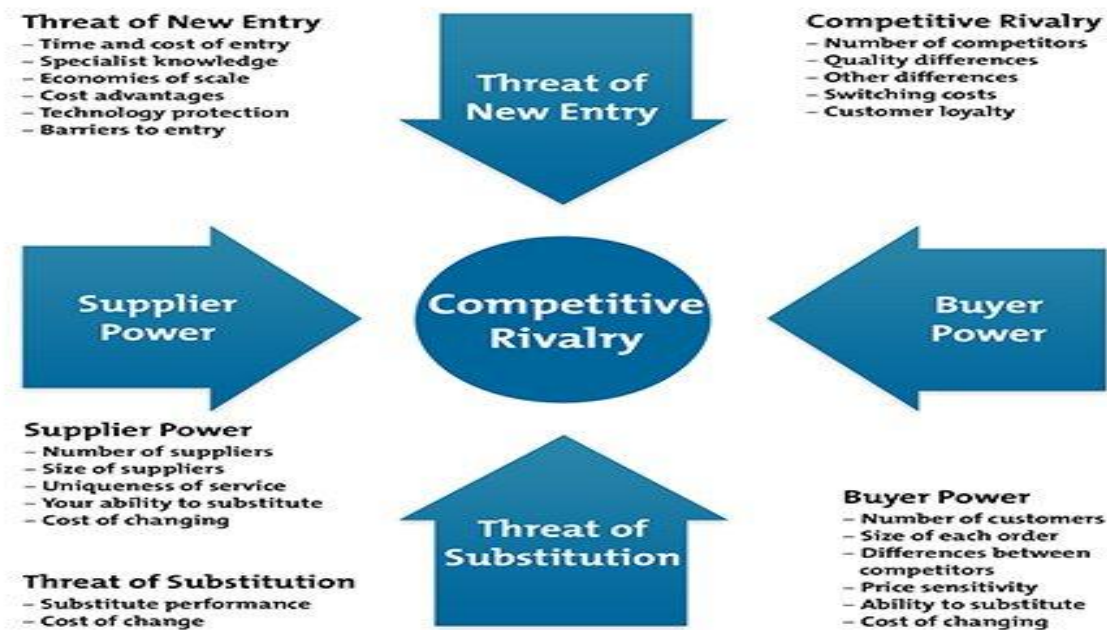 Threat of New Entry
– Time and cost of entry
– Specialist knowledge
– Economies of scale
– Cost advantages
– Technology protection
– Barriers to entry
Threat of
New Entry
Competitive Rivalry
– Number of competitors
– Quality differences
– Other differences
– Switching costs
– Customer loyalty
Supplier
Power
Competitive
Rivalry
Buyer
Power
Supplier Power
– Number of suppliers
– Size of suppliers
– Uniqueness of service
– Your ability to substitute
– Cost of changing
Threat of
Substitution
Buyer Power
– Number of customers
– Size of each order
– Differences between
competitors
– Price sensitivity
– Ability to substitute
– Cost of changing
Threat of Substitution
– Substitute performance
– Cost of change